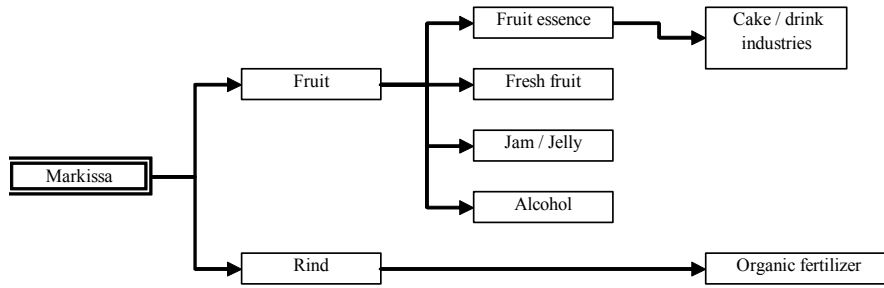 Fruit essence
Cake / drink
industries
Fruit
Fresh fruit
Jam / Jelly
Markissa
Alcohol
Rind
Organic fertilizer